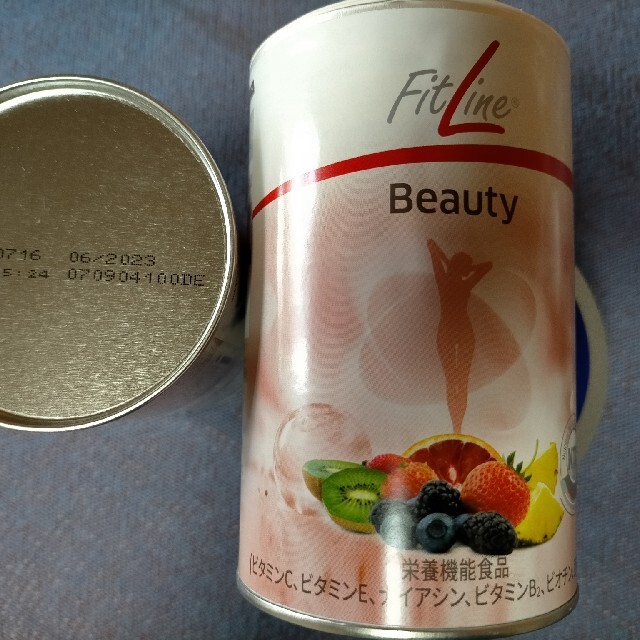 0716 06/2023
5:24 070904100DE
FitLine®
Beauty
栄養機能食品
(ビタミンC、ビタミンE、ナイアシン、ビタミンB₂、ビオチン